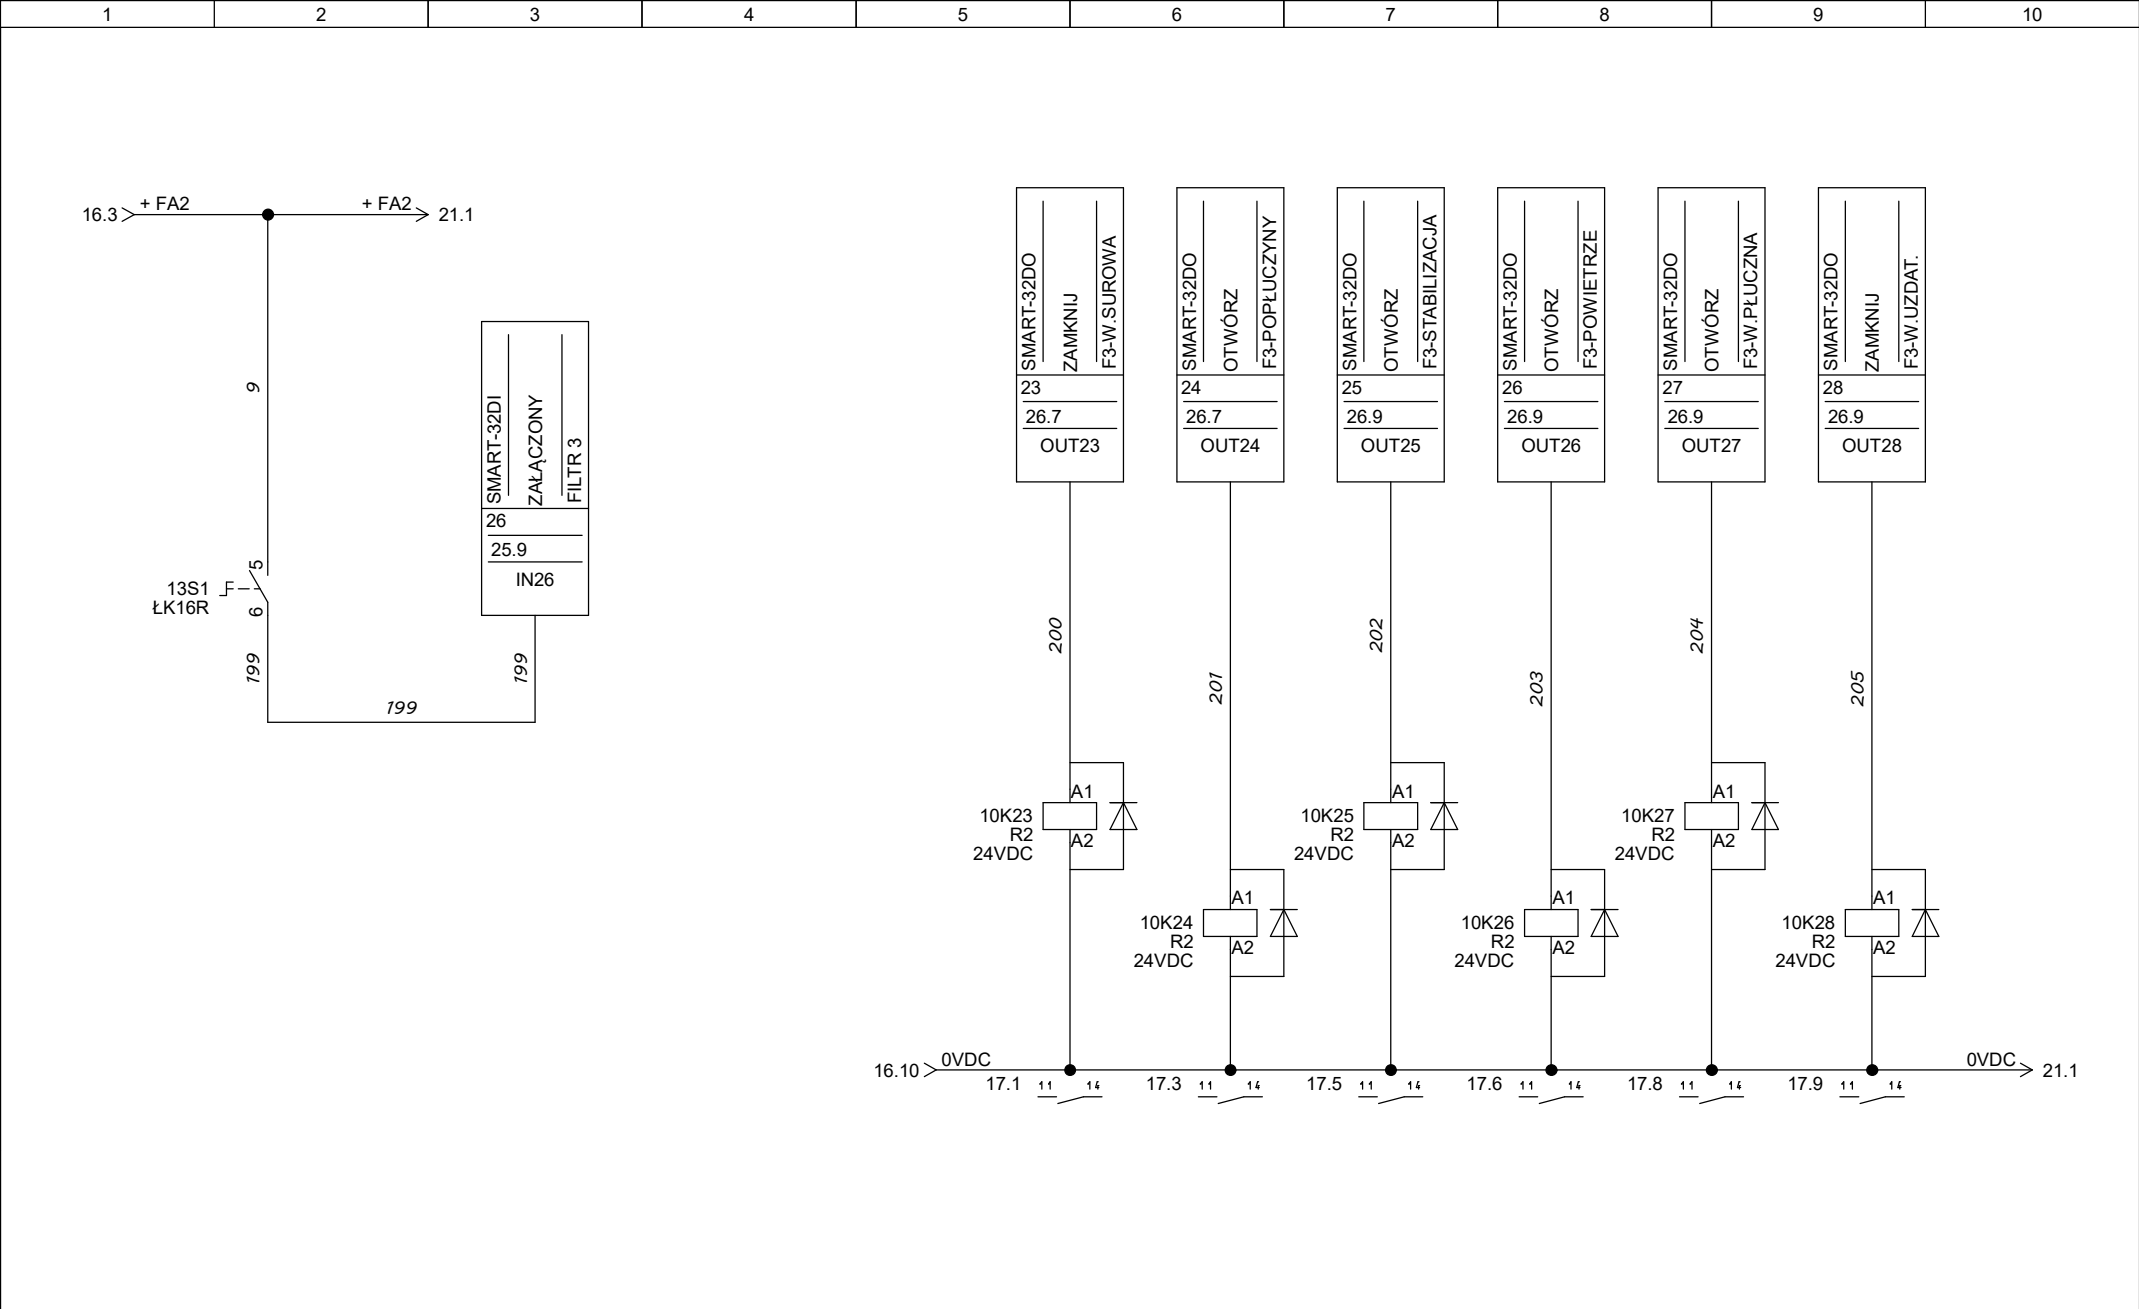 1 2 3 4 5 6 7 8 9 10
16.3 + FA2 + FA2 21.1
9
13S1
ŁK16R
5
6
199
199
199
SMART-32DI
ZAŁĄCZONY
FILTR 3
26
25.9
IN26
SMART-32DO
ZAMKNIJ
F3-W.SUROWA
23
26.7
OUT23
SMART-32DO
OTWÓRZ
F3-POPŁUCZYNY
24
26.7
OUT24
SMART-32DO
OTWÓRZ
F3-STABILIZACJA
25
26.9
OUT25
SMART-32DO
OTWÓRZ
F3-POWIETRZE
26
26.9
OUT26
SMART-32DO
OTWÓRZ
F3-W.PŁUCZNA
27
26.9
OUT27
SMART-32DO
ZAMKNIJ
F3-W.UZDAT.
28
26.9
OUT28
200
201
202
203
204
205
10K23
R2
24VDC
A1
A2
10K24
R2
24VDC
A1
A2
10K25
R2
24VDC
A1
A2
10K26
R2
24VDC
A1
A2
10K27
R2
24VDC
A1
A2
10K28
R2
24VDC
A1
A2
16.10 0VDC 0VDC 21.1
17.1 11 14
17.3 11 14
17.5 11 14
17.6 11 14
17.8 11 14
17.9 11 14